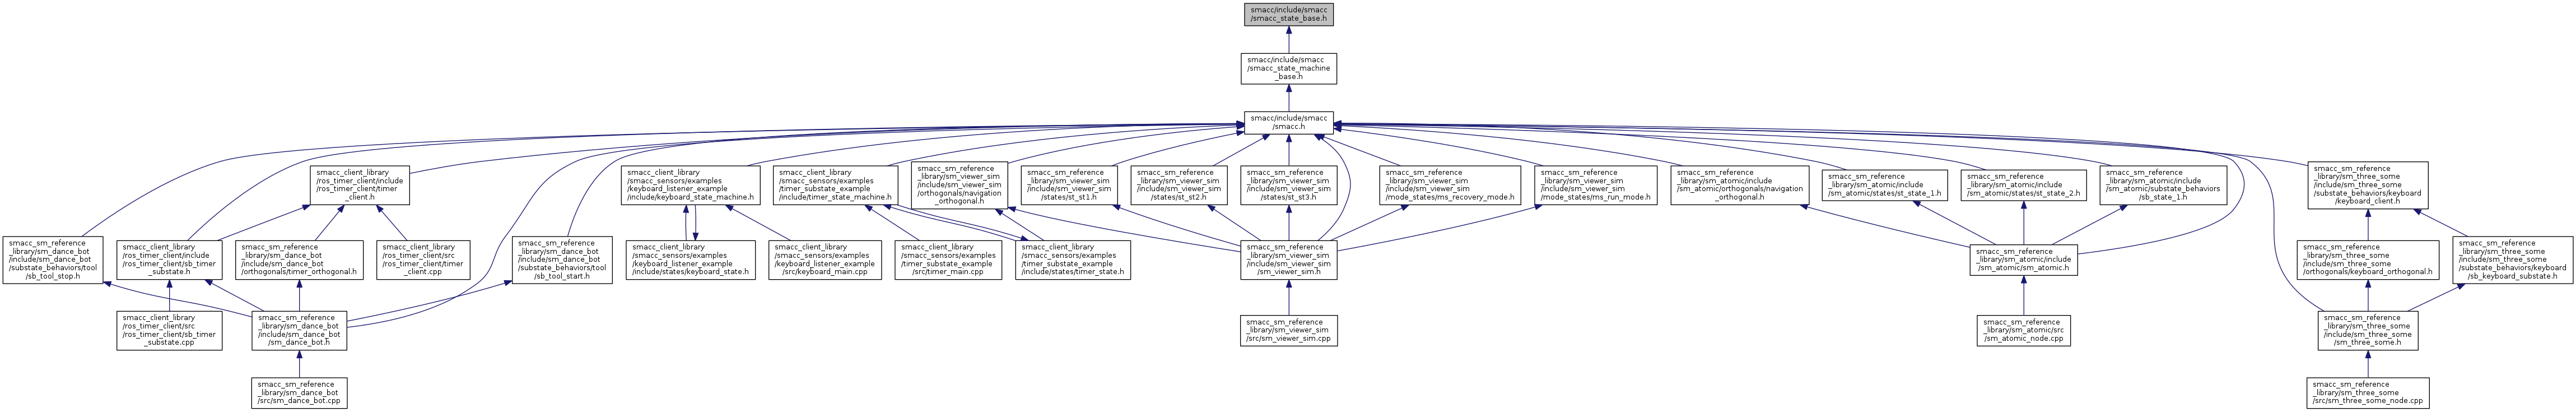 smacc/include/smacc
/smacc_state_base.h
smacc/include/smacc
/smacc_state_machine
_base.h
smacc/include/smacc
/smacc.h
smacc_client_library
/ros_timer_client/include
/ros_timer_client/timer
_client.h
smacc_client_library
/smacc_sensors/examples
/keyboard_listener_example
/include/keyboard_state_machine.h
smacc_client_library
/smacc_sensors/examples
/timer_substate_example
/include/timer_state_machine.h
smacc_sm_reference
_library/sm_viewer_sim
/include/sm_viewer_sim
/orthogonals/navigation
_orthogonal.h
smacc_sm_reference
_library/sm_viewer_sim
/include/sm_viewer_sim
/states/st_st1.h
smacc_sm_reference
_library/sm_viewer_sim
/include/sm_viewer_sim
/states/st_st2.h
smacc_sm_reference
_library/sm_viewer_sim
/include/sm_viewer_sim
/states/st_st3.h
smacc_sm_reference
_library/sm_viewer_sim
/include/sm_viewer_sim
/mode_states/ms_recovery_mode.h
smacc_sm_reference
_library/sm_viewer_sim
/include/sm_viewer_sim
/mode_states/ms_run_mode.h
smacc_sm_reference
_library/sm_atomic/include
/sm_atomic/orthogonals/navigation
_orthogonal.h
smacc_sm_reference
_library/sm_atomic/include
/sm_atomic/states/st_state_1.h
smacc_sm_reference
_library/sm_atomic/include
/sm_atomic/states/st_state_2.h
smacc_sm_reference
_library/sm_atomic/include
/sm_atomic/substate_behaviors
/sb_state_1.h
smacc_sm_reference
_library/sm_three_some
/include/sm_three_some
/substate_behaviors/keyboard
/keyboard_client.h
smacc_sm_reference
_library/sm_dance_bot
/include/sm_dance_bot
/substate_behaviors/tool
/sb_tool_stop.h
smacc_client_library
/ros_timer_client/include
/ros_timer_client/sb_timer
_substate.h
smacc_sm_reference
_library/sm_dance_bot
/include/sm_dance_bot
/orthogonals/timer_orthogonal.h
smacc_client_library
/ros_timer_client/src
/ros_timer_client/timer
_client.cpp
smacc_sm_reference
_library/sm_dance_bot
/include/sm_dance_bot
/substate_behaviors/tool
/sb_tool_start.h
smacc_client_library
/smacc_sensors/examples
/keyboard_listener_example
/include/states/keyboard_state.h
smacc_client_library
/smacc_sensors/examples
/keyboard_listener_example
/src/keyboard_main.cpp
smacc_client_library
/smacc_sensors/examples
/timer_substate_example
/src/timer_main.cpp
smacc_client_library
/smacc_sensors/examples
/timer_substate_example
/include/states/timer_state.h
smacc_sm_reference
_library/sm_viewer_sim
/include/sm_viewer_sim
/sm_viewer_sim.h
smacc_sm_reference
_library/sm_atomic/include
/sm_atomic/sm_atomic.h
smacc_sm_reference
_library/sm_three_some
/include/sm_three_some
/orthogonals/keyboard_orthogonal.h
smacc_sm_reference
_library/sm_three_some
/include/sm_three_some
/substate_behaviors/keyboard
/sb_keyboard_substate.h
smacc_client_library
/ros_timer_client/src
/ros_timer_client/sb_timer
_substate.cpp
smacc_sm_reference
_library/sm_dance_bot
/include/sm_dance_bot
/sm_dance_bot.h
smacc_sm_reference
_library/sm_viewer_sim
/src/sm_viewer_sim.cpp
smacc_sm_reference
_library/sm_atomic/src
/sm_atomic_node.cpp
smacc_sm_reference
_library/sm_three_some
/include/sm_three_some
/sm_three_some.h
smacc_sm_reference
_library/sm_dance_bot
/src/sm_dance_bot.cpp
smacc_sm_reference
_library/sm_three_some
/src/sm_three_some_node.cpp